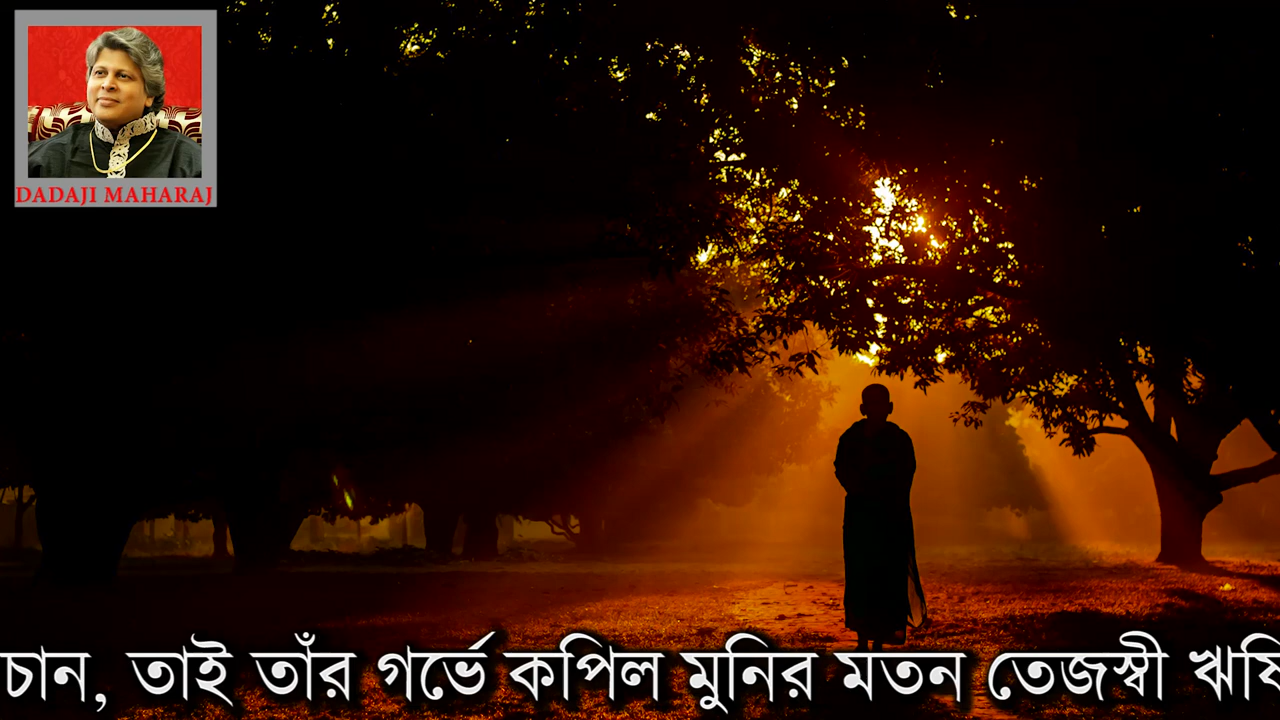 DADAJI MAHARAJ
চান, তাই তাঁর গর্ভে কপিল মুনির মতন তেজস্বী ঋষি